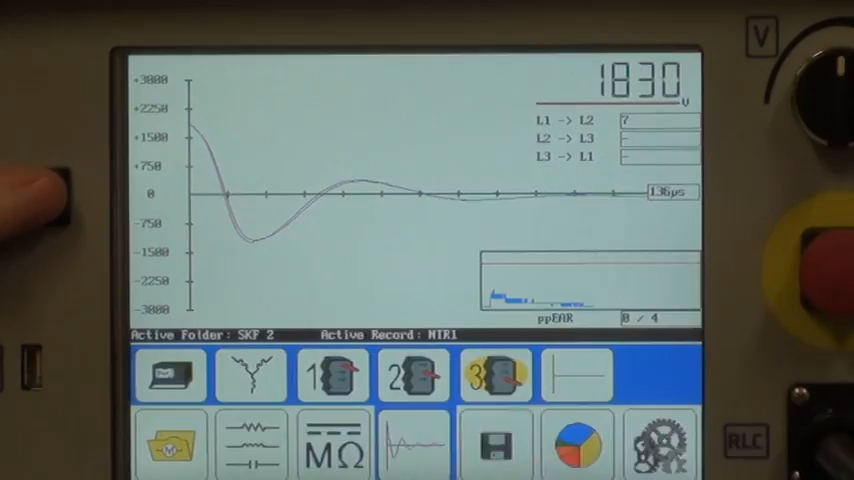 +3000
1830
V
+2250
L1 -> L2 7
+1500
L2 -> L3 -
L3 -> L1 -
+750
0
136µs
-750
-1500
-2250
-3000
ppEAR 0 / 4
Active Folder: SKF 2 Active Record: MTR1
1
2
3
MΩ
V
RLC